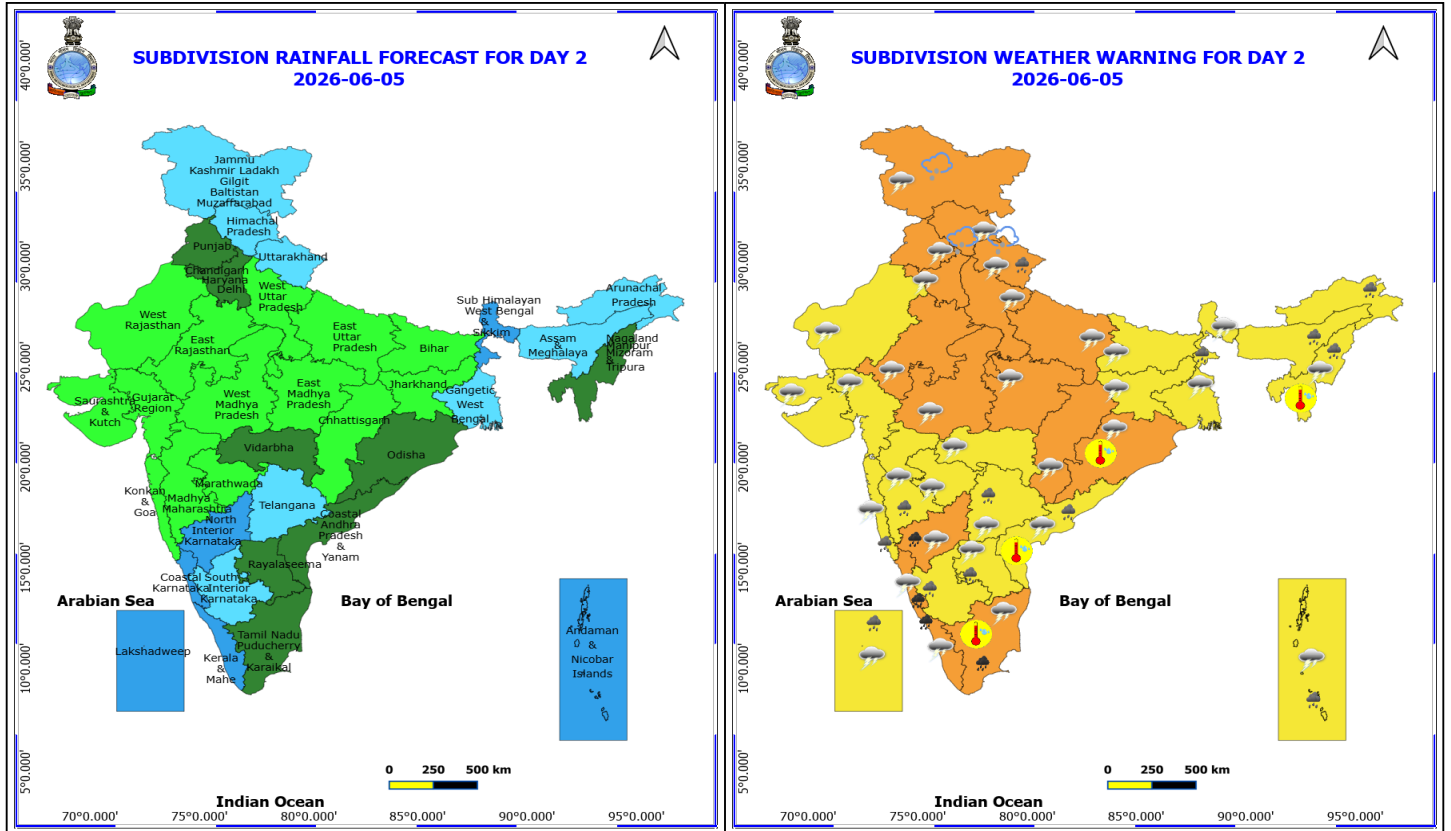 SUBDIVISION RAINFALL FORECAST FOR DAY 2
2026-06-05
40°0.000'
35°0.000'
30°0.000'
25°0.000'
20°0.000'
15°0.000'
10°0.000'
5°0.000'
Jammu
Kashmir Ladakh
Gilgit
Baltistan
Muzaffarabad
Himachal
Pradesh
Punjab
Uttarakhand
Chandigarh
Haryana
Delhi
West
Uttar
Pradesh
West
Rajasthan
East
Rajasthan
East
Uttar
Pradesh
Bihar
Sub Himalayan
West Bengal
&
Sikkim
Arunachal
Pradesh
Assam
&
Meghalaya
Nagaland
Manipur
Mizoram
&
Tripura
Jharkhand
Gangetic
West
Bengal
Saurashtra
&
Kutch
Gujarat
Region
West
Madhya
Pradesh
East
Madhya
Pradesh
Chhattisgarh
Vidarbha
Odisha
Konkan
&
Goa
Madhya
Maharashtra
Marathwada
Telangana
North
Interior
Karnataka
Coastal
Andhra
Pradesh
&
Yanam
Rayalaseema
Coastal
Karnataka
South
Interior
Karnataka
Arabian Sea
Bay of Bengal
Lakshadweep
Kerala
&
Mahe
Tamil Nadu
Puducherry
&
Karaikal
Andaman
&
Nicobar
Islands
0 250 500 km
Indian Ocean
70°0.000' 75°0.000' 80°0.000' 85°0.000' 90°0.000' 95°0.000'
SUBDIVISION WEATHER WARNING FOR DAY 2
2026-06-05
40°0.000'
35°0.000'
30°0.000'
25°0.000'
20°0.000'
15°0.000'
10°0.000'
5°0.000'
Arabian Sea
Bay of Bengal
0 250 500 km
Indian Ocean
70°0.000' 75°0.000' 80°0.000' 85°0.000' 90°0.000' 95°0.000'